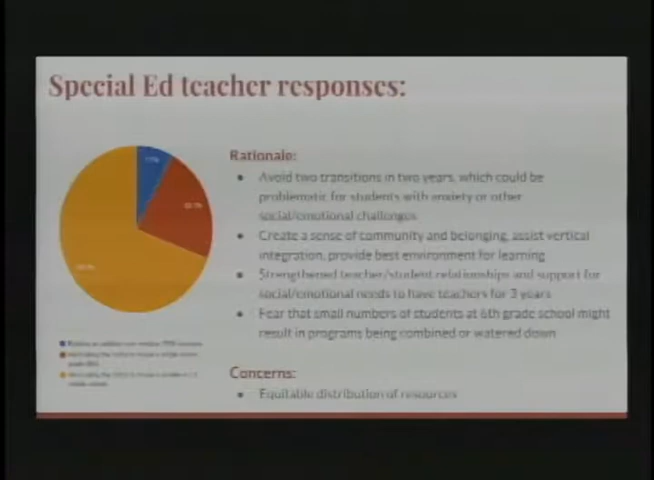 Special Ed teacher responses:
Rationale:
Avoid two transitions in two years, which could be
problematic for students with anxiety or other
social/emotional challenges
Create a sense of community and belonging, assist vertical
integration, provide best environment for learning
Strengthened teacher/student relationships and support for
social/emotional needs to have teachers for 3 years
Fear that small numbers of students at 6th grade school might
result in programs being combined or watered down
Concerns:
Equitable distribution of resources